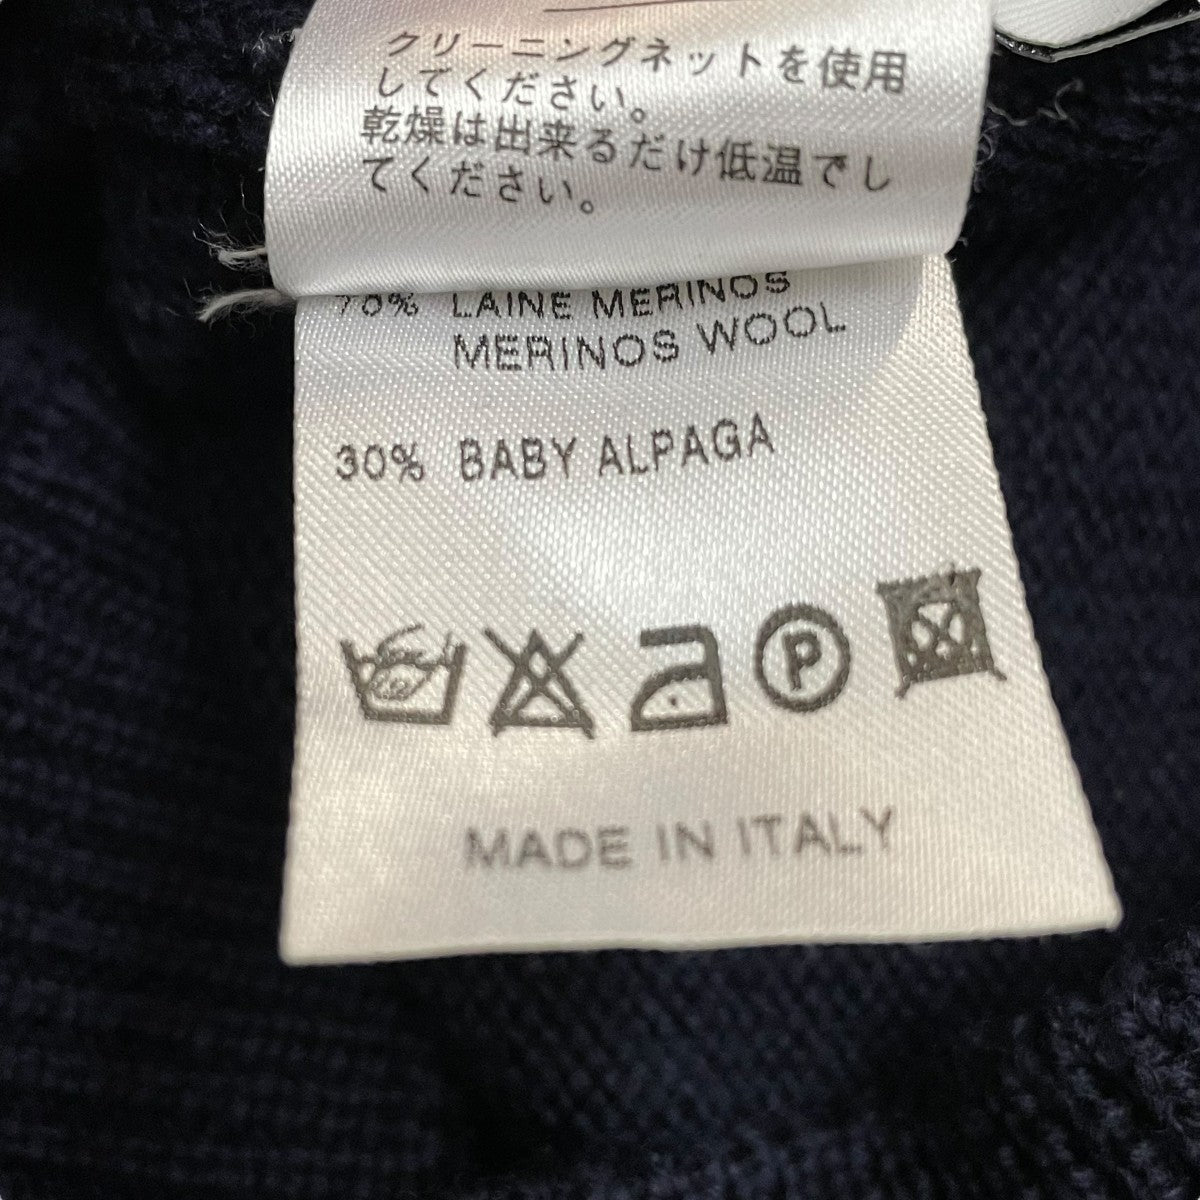 クリーニングネットを使用
してください。
乾燥は出来るだけ低温でし
てください。
70% LAINE MERINOS
MERINOS WOOL
30% BABY ALPAGA
P
MADE IN ITALY